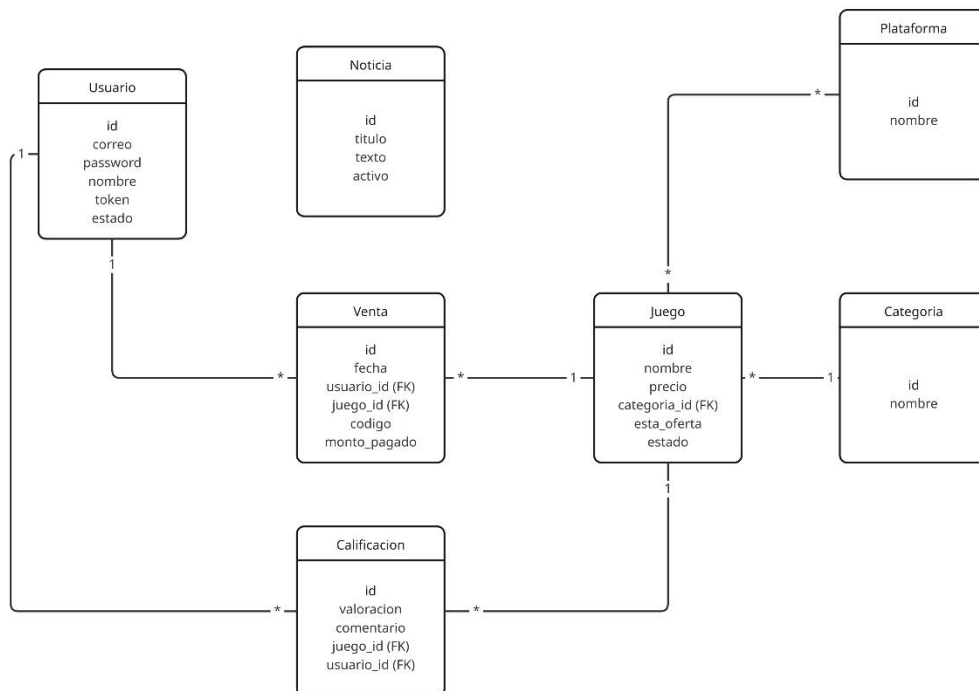 Usuario
id
correo
password
nombre
token
estado
Noticia
id
titulo
texto
activo
Plataforma
id
nombre
1
1
*
*
Venta
id
fecha
usuario_id (FK)
juego_id (FK)
codigo
monto_pagado
*
*
1
Juego
id
nombre
precio
categoria_id (FK)
esta_oferta
estado
*
1
Categoria
id
nombre
1
Calificacion
id
valoracion
comentario
juego_id (FK)
usuario_id (FK)
*
*